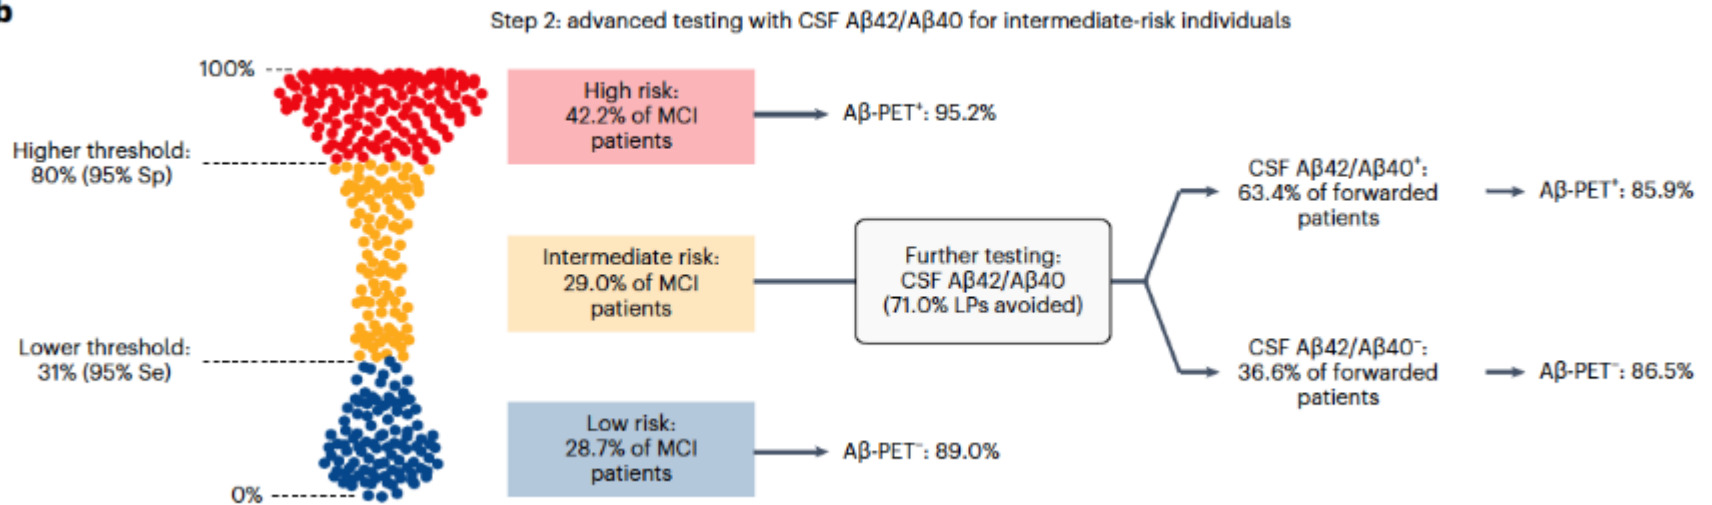 b
Step 2: advanced testing with CSF Aβ42/Aβ40 for intermediate-risk individuals
100%
Higher threshold:
80% (95% Sp)
Lower threshold:
31% (95% Se)
0%
High risk:
42.2% of MCI
patients
Aβ-PET⁺: 95.2%
Intermediate risk:
29.0% of MCI
patients
Further testing:
CSF Aβ42/Aβ40
(71.0% LPs avoided)
CSF Aβ42/Aβ40⁺:
63.4% of forwarded
patients
Aβ-PET⁺: 85.9%
CSF Aβ42/Aβ40⁻:
36.6% of forwarded
patients
Aβ-PET⁻: 86.5%
Low risk:
28.7% of MCI
patients
Aβ-PET⁻: 89.0%